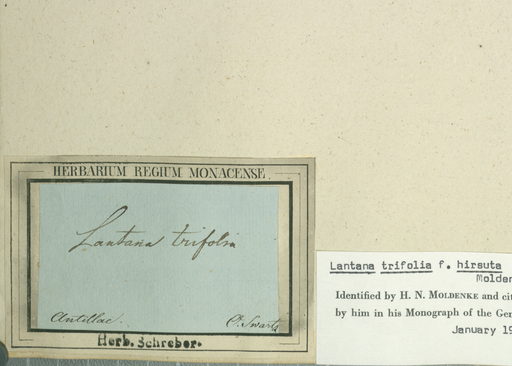 HERBARIUM REGIUM MONACENSE.
Lantana trifolia
Antillae.
O. Swartz
Herb. Schreber.
Lantana trifolia f. hirsuta
Molden
Identified by H. N. MOLDENKE and cit
by him in his Monograph of the Gen
January 19